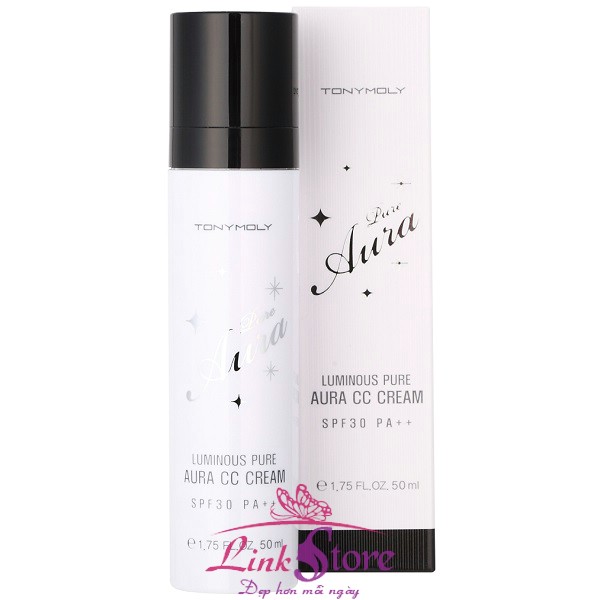 TONYMOLY
Pure
Aura
LUMINOUS PURE
AURA CC CREAM
SPF30 PA++
℮ 1.75 FL.OZ. 50 ml
TONYMOLY
Pure
Aura
LUMINOUS PURE
AURA CC CREAM
SPF30 PA++
℮ 1.75 FL.OZ. 50 ml
Link Store
Đẹp hơn mỗi ngày